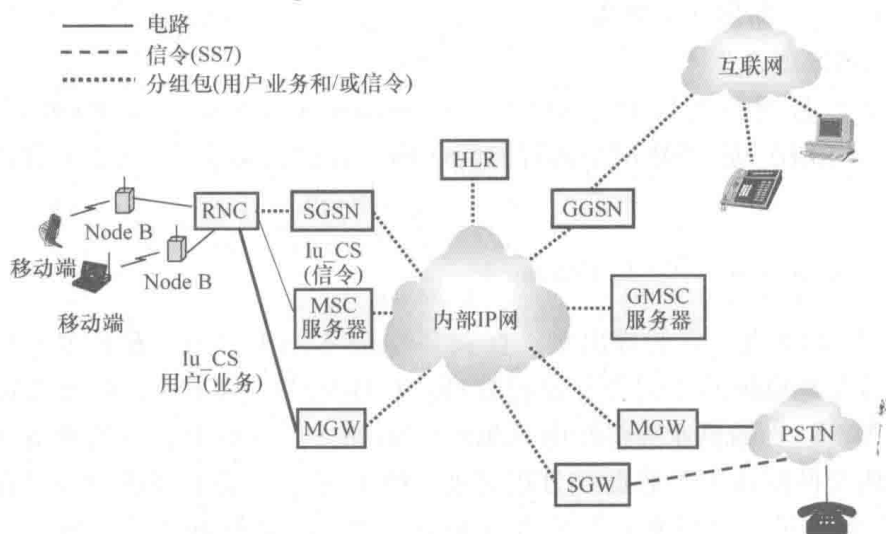 电路
信令(SS7)
分组包(用户业务和/或信令)
互联网
HLR
RNC
SGSN
GGSN
Node B
移动端
Node B
移动端
Iu_CS
(信令)
MSC
服务器
内部IP网
GMSC
服务器
Iu_CS
用户(业务)
MGW
MGW
PSTN
SGW